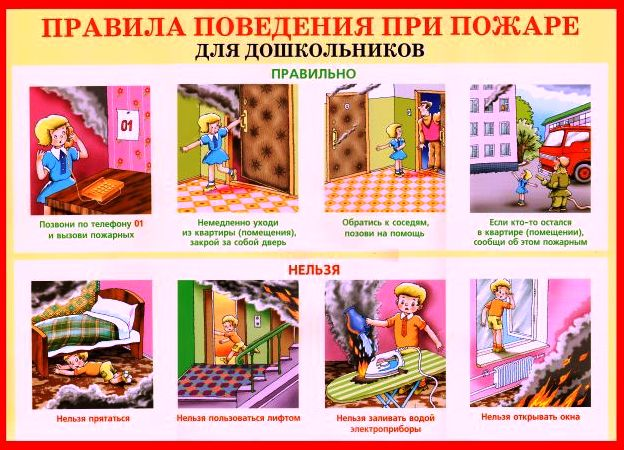 ПРАВИЛА ПОВЕДЕНИЯ ПРИ ПОЖАРЕ
ДЛЯ ДОШКОЛЬНИКОВ
ПРАВИЛЬНО
01
Позвони по телефону 01
и вызови пожарных
Немедленно уходи
из квартиры (помещения),
закрой за собой дверь
Обратись к соседям,
позови на помощь
Если кто-то остался
в квартире (помещении),
сообщи об этом пожарным
НЕЛЬЗЯ
Нельзя прятаться
Нельзя пользоваться лифтом
Нельзя заливать водой
электроприборы
Нельзя открывать окна